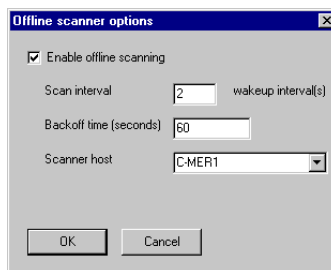 Offline scanner options
Enable offline scanning
Scan interval 2 wakeup interval(s)
Backoff time (seconds) 60
Scanner host C-MER1
OK Cancel